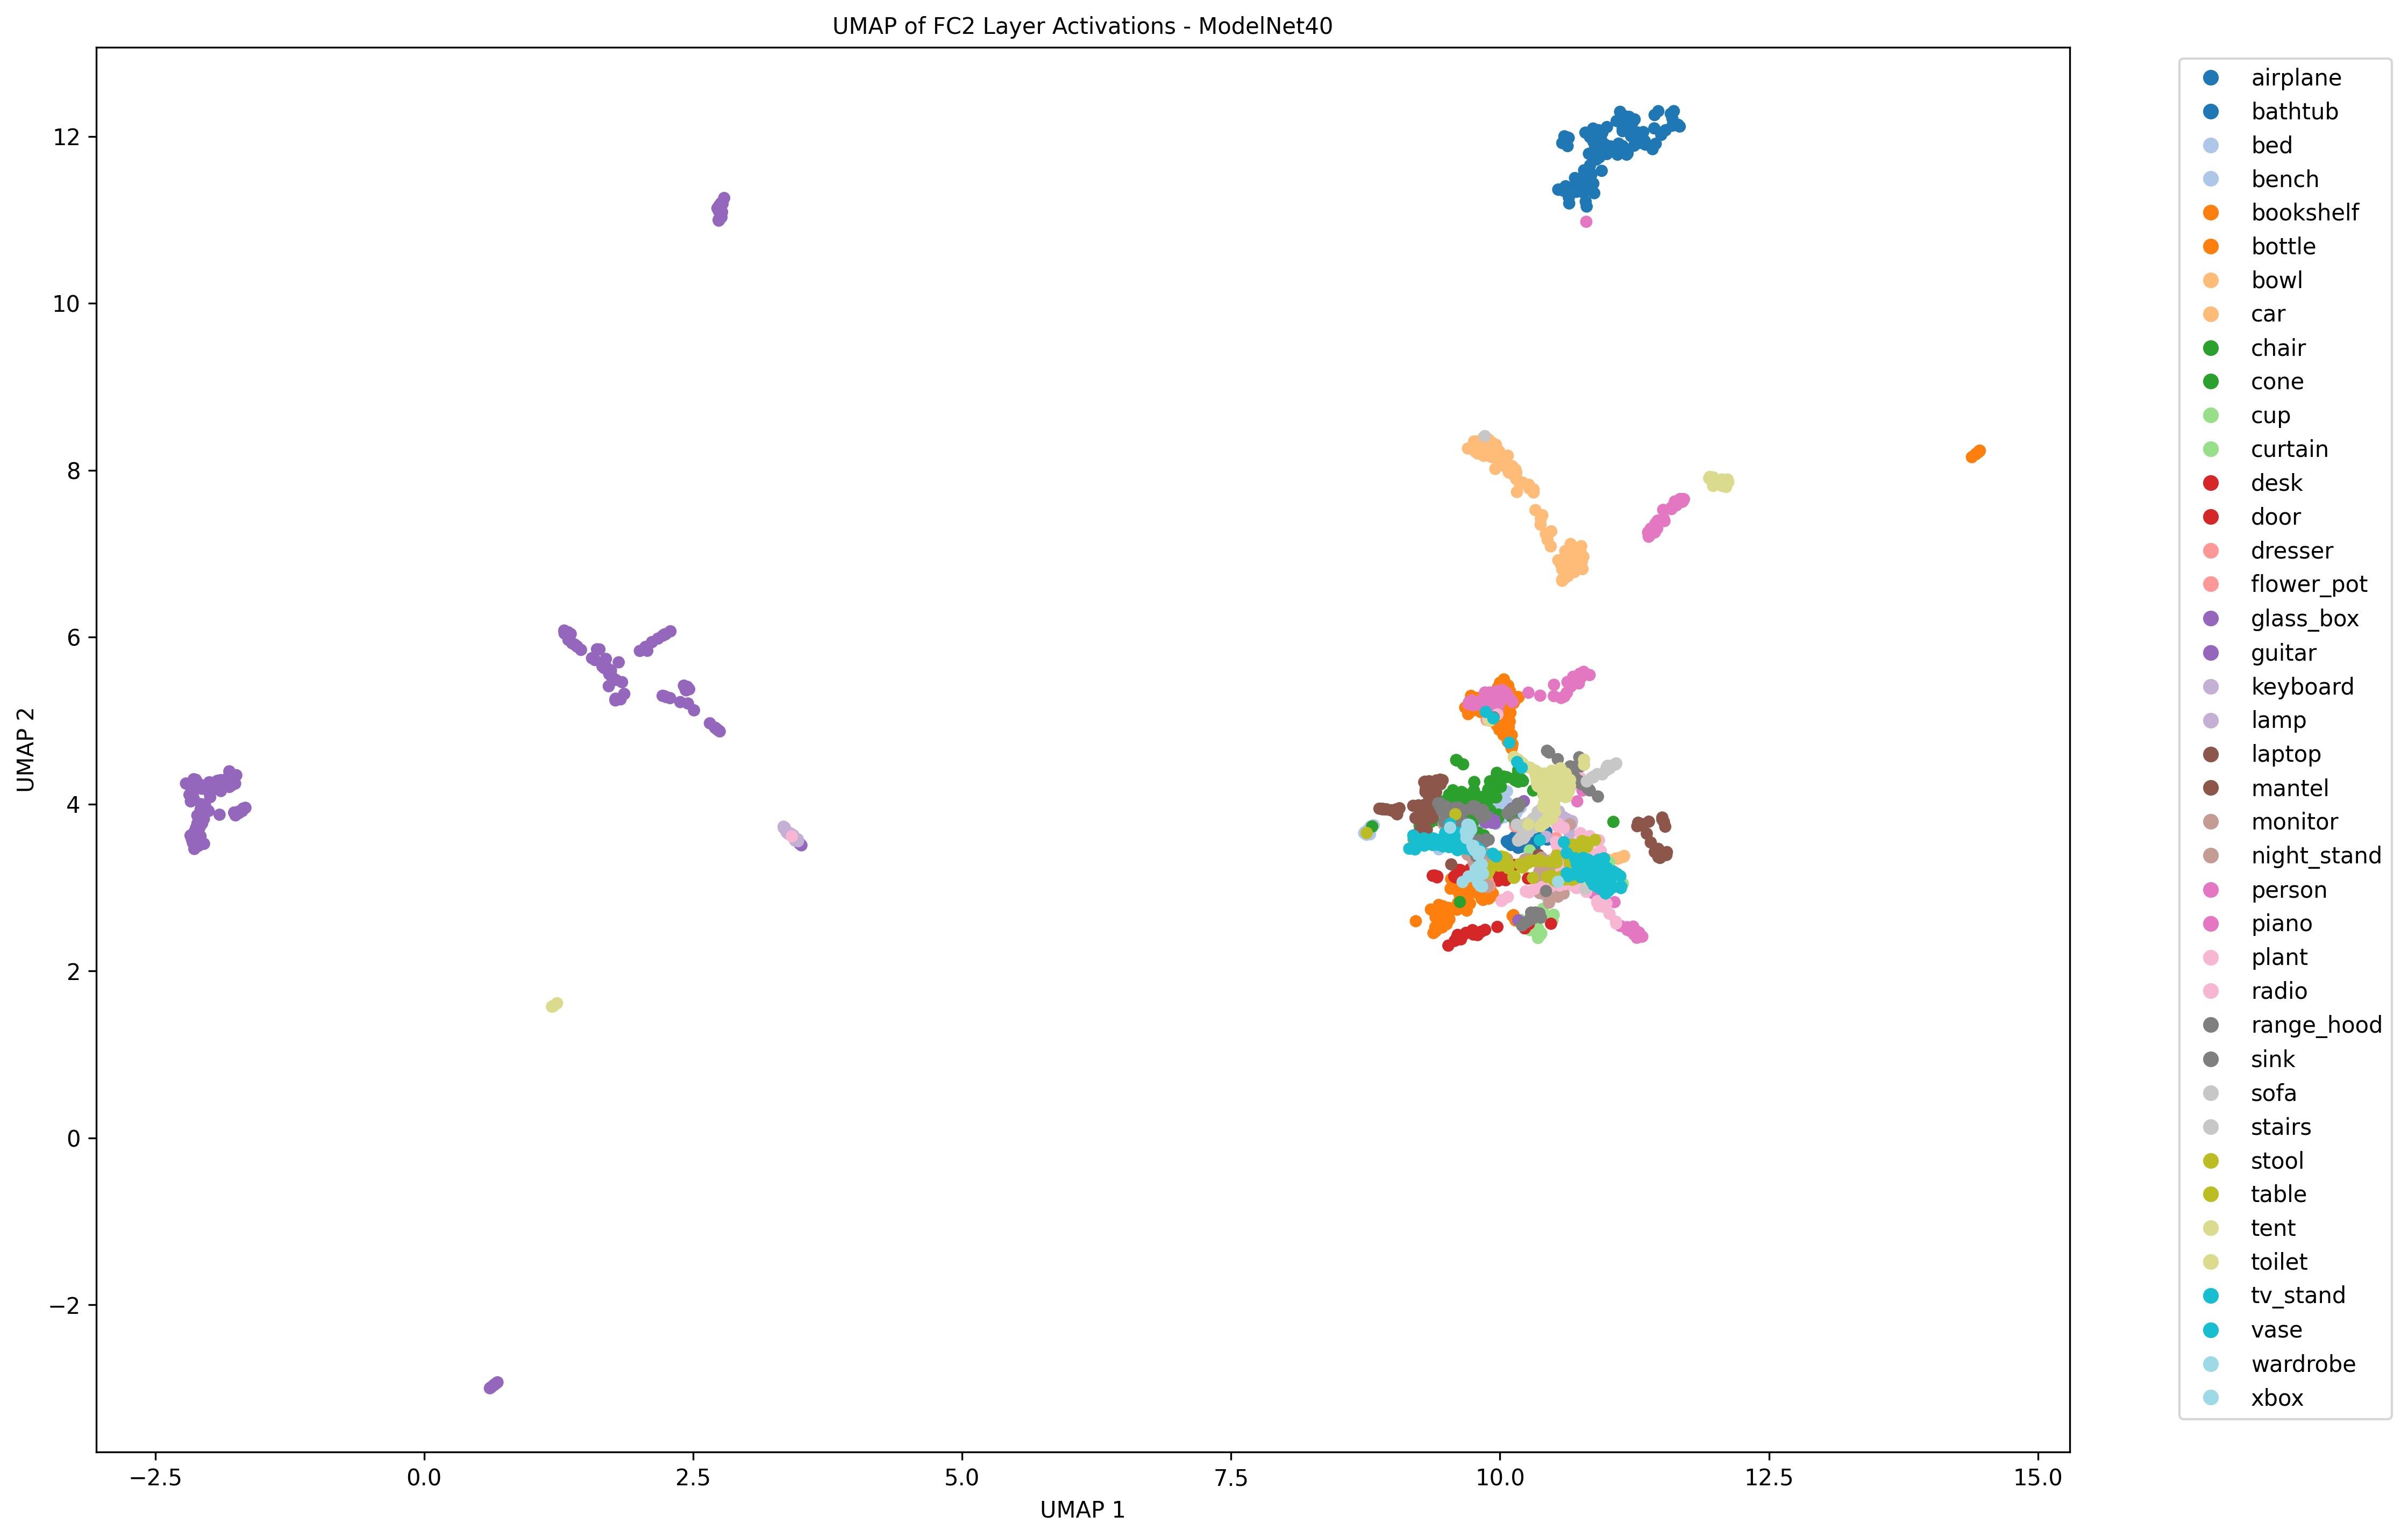 UMAP of FC2 Layer Activations - ModelNet40
UMAP 2
12
10
8
6
4
2
0
−2
−2.5 0.0 2.5 5.0 7.5 10.0 12.5 15.0
UMAP 1
airplane
bathtub
bed
bench
bookshelf
bottle
bowl
car
chair
cone
cup
curtain
desk
door
dresser
flower_pot
glass_box
guitar
keyboard
lamp
laptop
mantel
monitor
night_stand
person
piano
plant
radio
range_hood
sink
sofa
stairs
stool
table
tent
toilet
tv_stand
vase
wardrobe
xbox